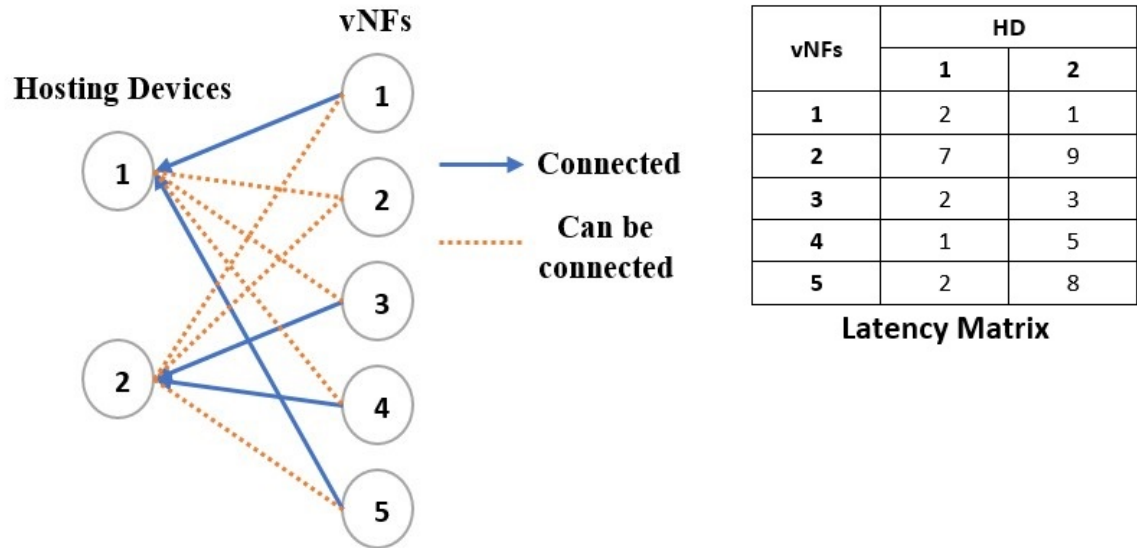 vNFs
Hosting Devices
1
2
1
2
3
4
5
Connected
Can be
connected
vNFs HD
1 2
1 2 1
2 7 9
3 2 3
4 1 5
5 2 8
Latency Matrix